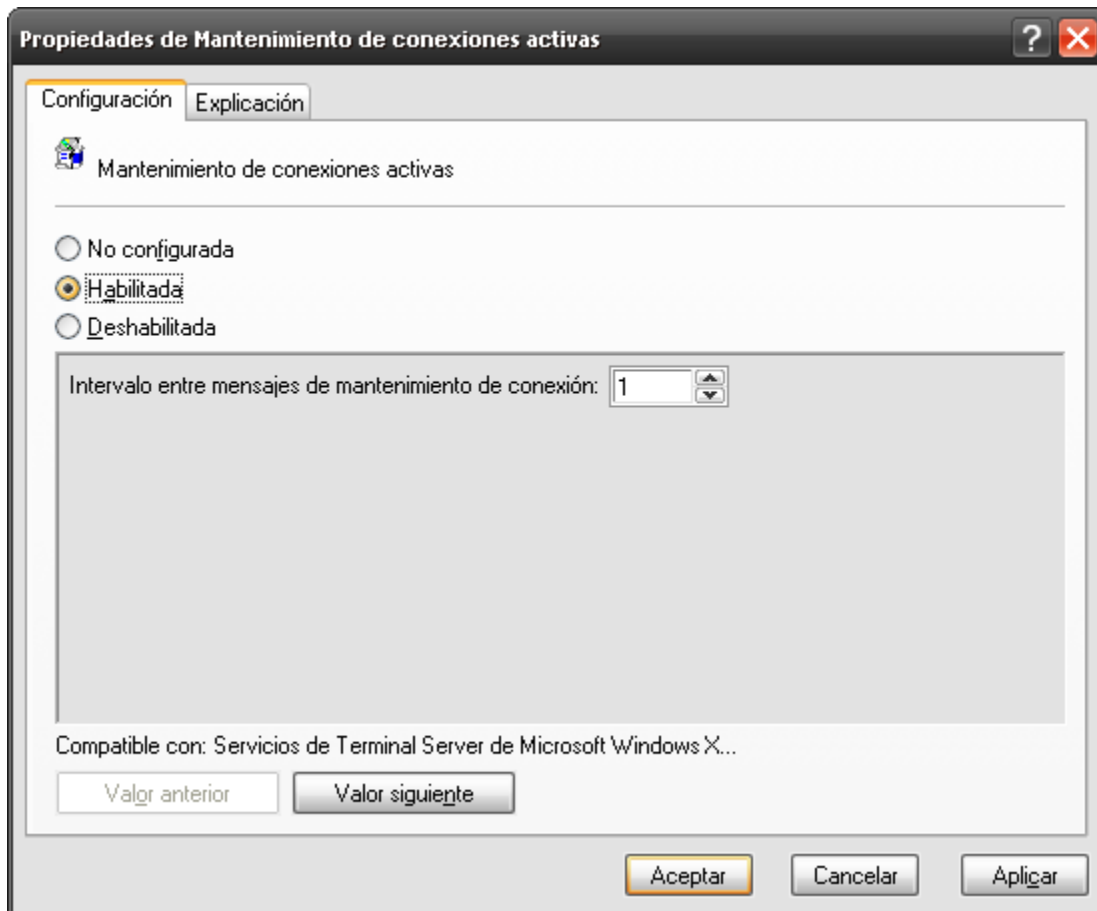 Propiedades de Mantenimiento de conexiones activas
Configuración
Explicación
Mantenimiento de conexiones activas
No configurada
Habilitada
Deshabilitada
Intervalo entre mensajes de mantenimiento de conexión: 1
Compatible con: Servicios de Terminal Server de Microsoft Windows X...
Valor anterior
Valor siguiente
Aceptar
Cancelar
Aplicar